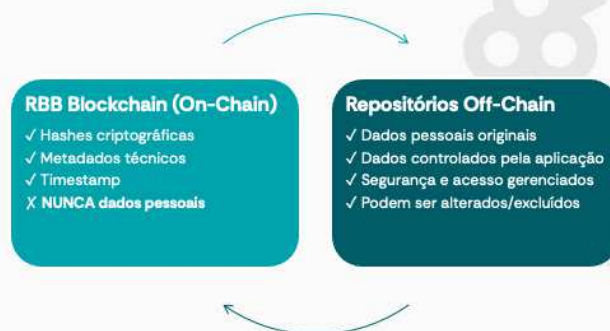 RBB Blockchain (On-Chain)
✓ Hashes criptográficas
✓ Metadados técnicos
✓ Timestamp
✗ NUNCA dados pessoais
Repositórios Off-Chain
✓ Dados pessoais originais
✓ Dados controlados pela aplicação
✓ Segurança e acesso gerenciados
✓ Podem ser alterados/excluídos